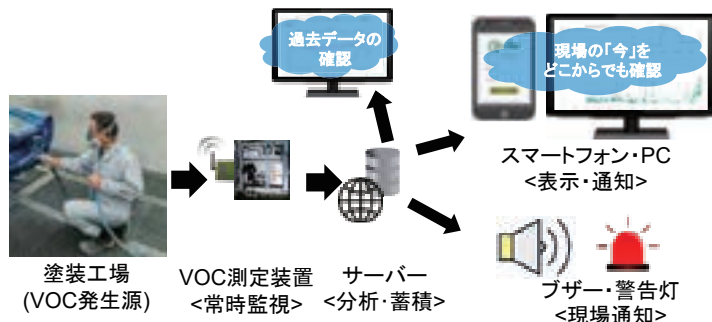 過去データの
確認
現場の「今」を
どこからでも確認
スマートフォン・PC
<表示・通知>
塗装工場
(VOC発生源)
VOC測定装置
<常時監視>
サーバー
<分析・蓄積>
ブザー・警告灯
<現場通知>